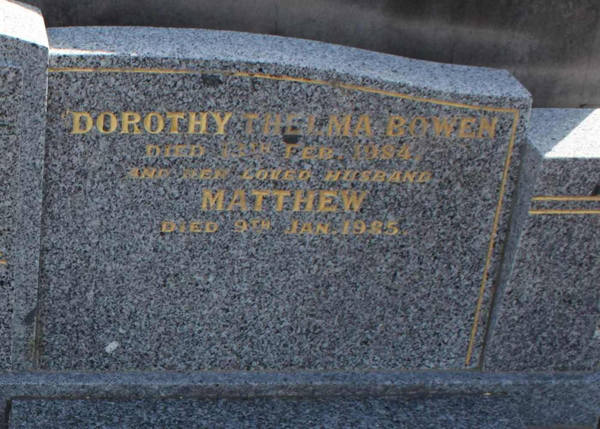 DOROTHY THELMA BOWEN
DIED 12TH FEB. 1984,
AND HER LOVED HUSBAND
MATTHEW
DIED 9TH JAN. 1985.